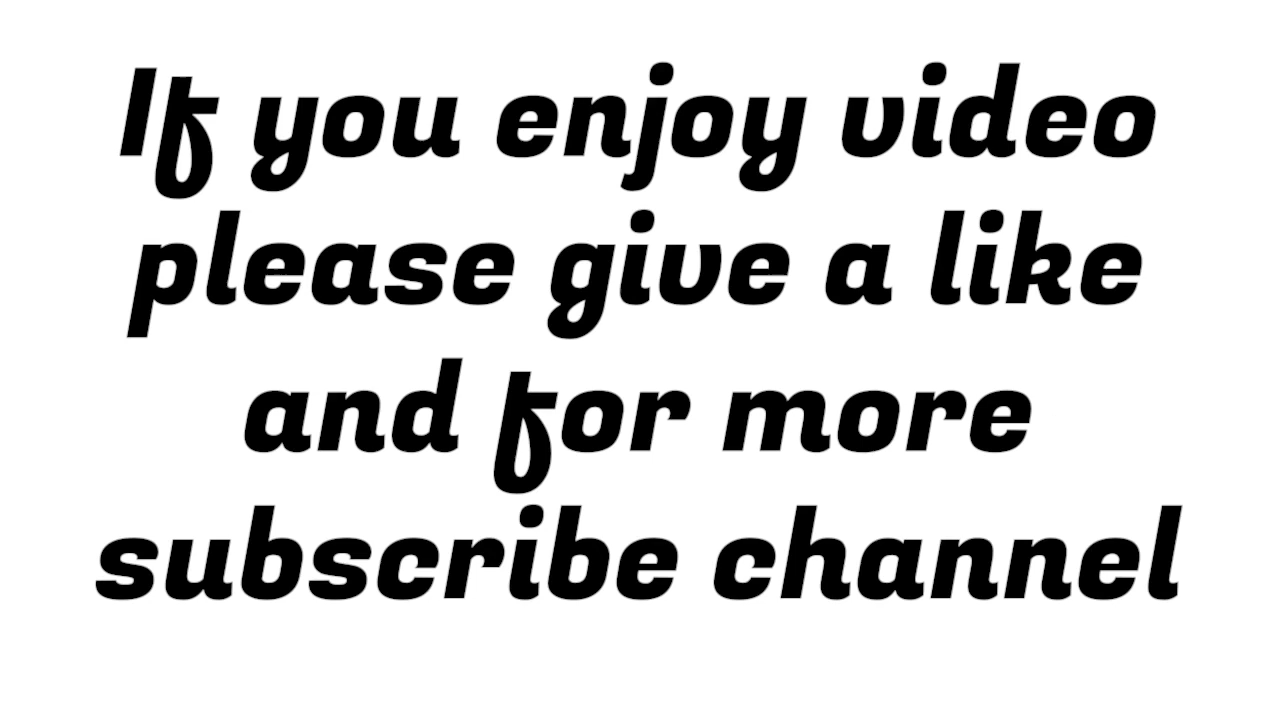 If you enjoy video
please give a like
and for more
subscribe channel